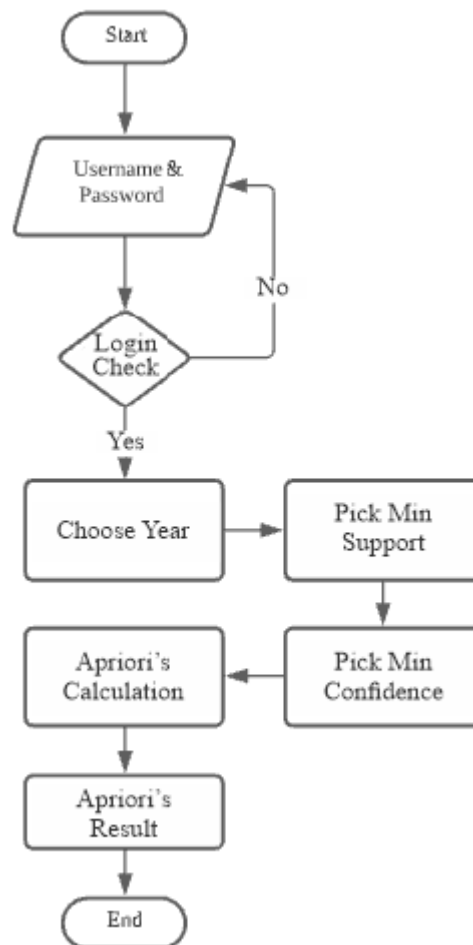 Start
Username &
Password
No
Login
Check
Yes
Choose Year
Pick Min
Support
Apriori's
Calculation
Pick Min
Confidence
Apriori's
Result
End